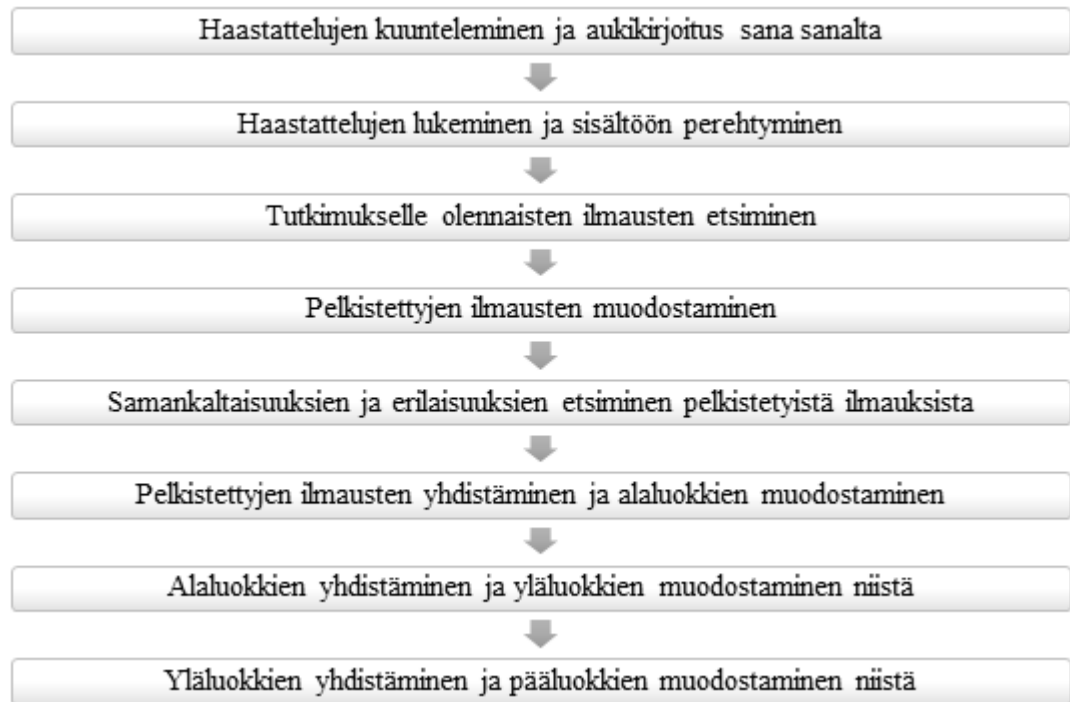 Haastattelujen kuunteleminen ja aukikirjoitus sana sanalta
Haastattelujen lukeminen ja sisältöön perehtyminen
Tutkimukselle olennaisten ilmausten etsiminen
Pelkistettyjen ilmausten muodostaminen
Samankaltaisuuksien ja erilaisuuksien etsiminen pelkistetyistä ilmauksista
Pelkistettyjen ilmausten yhdistäminen ja alaluokkien muodostaminen
Alaluokkien yhdistäminen ja yläluokkien muodostaminen niistä
Yläluokkien yhdistäminen ja pääluokkien muodostaminen niistä